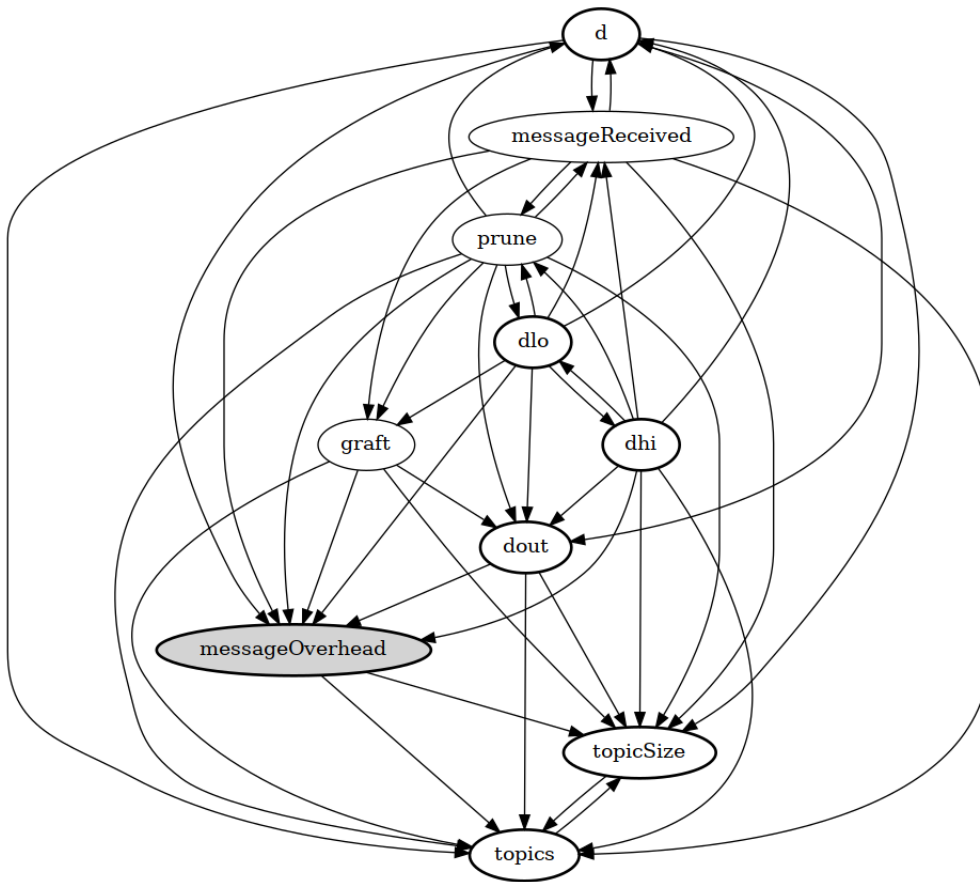 d
messageReceived
prune
dlo
graft
dhi
dout
messageOverhead
topicSize
topics